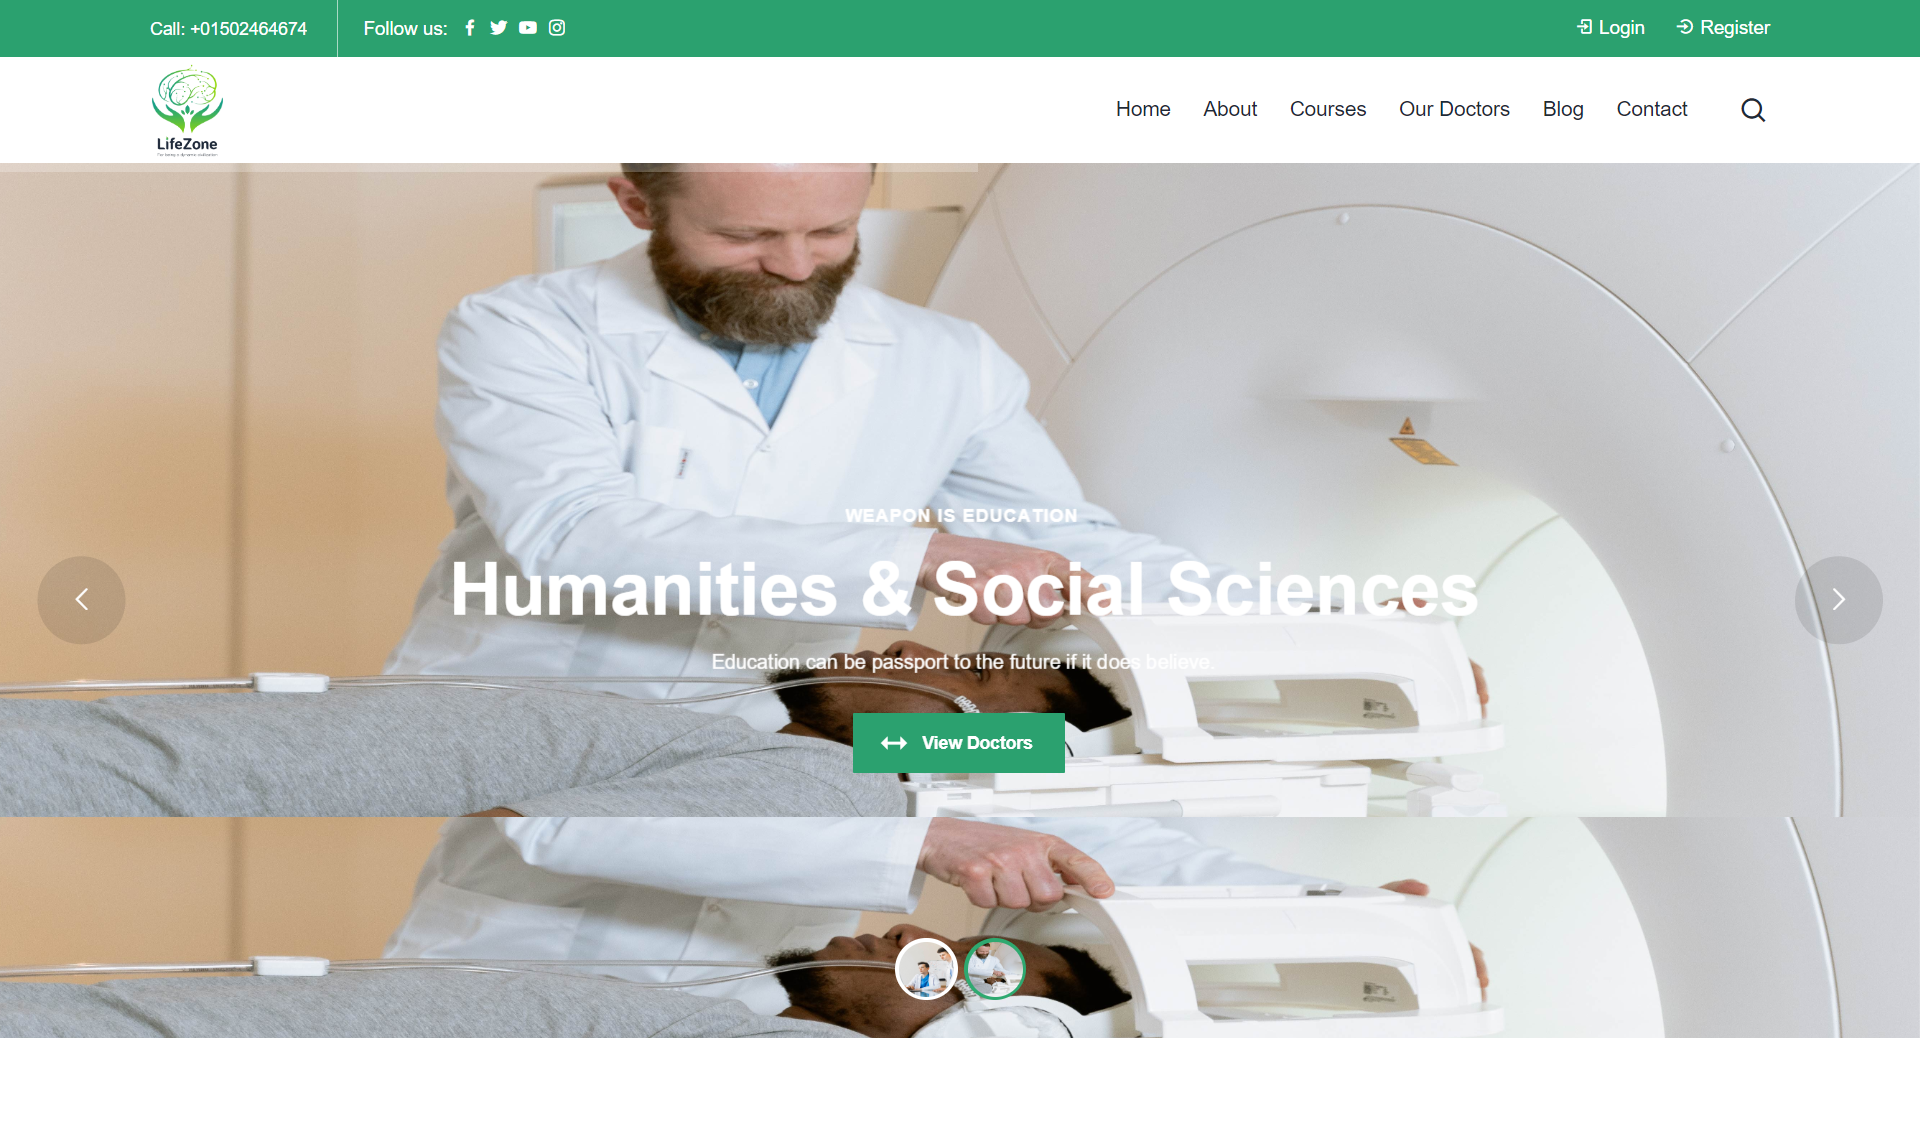 Call: +01502464674
Follow us:
Login
Register
LifeZone
Home
About
Courses
Our Doctors
Blog
Contact
WEAPON IS EDUCATION
Humanities & Social Sciences
Education can be passport to the future if it does believe.
View Doctors